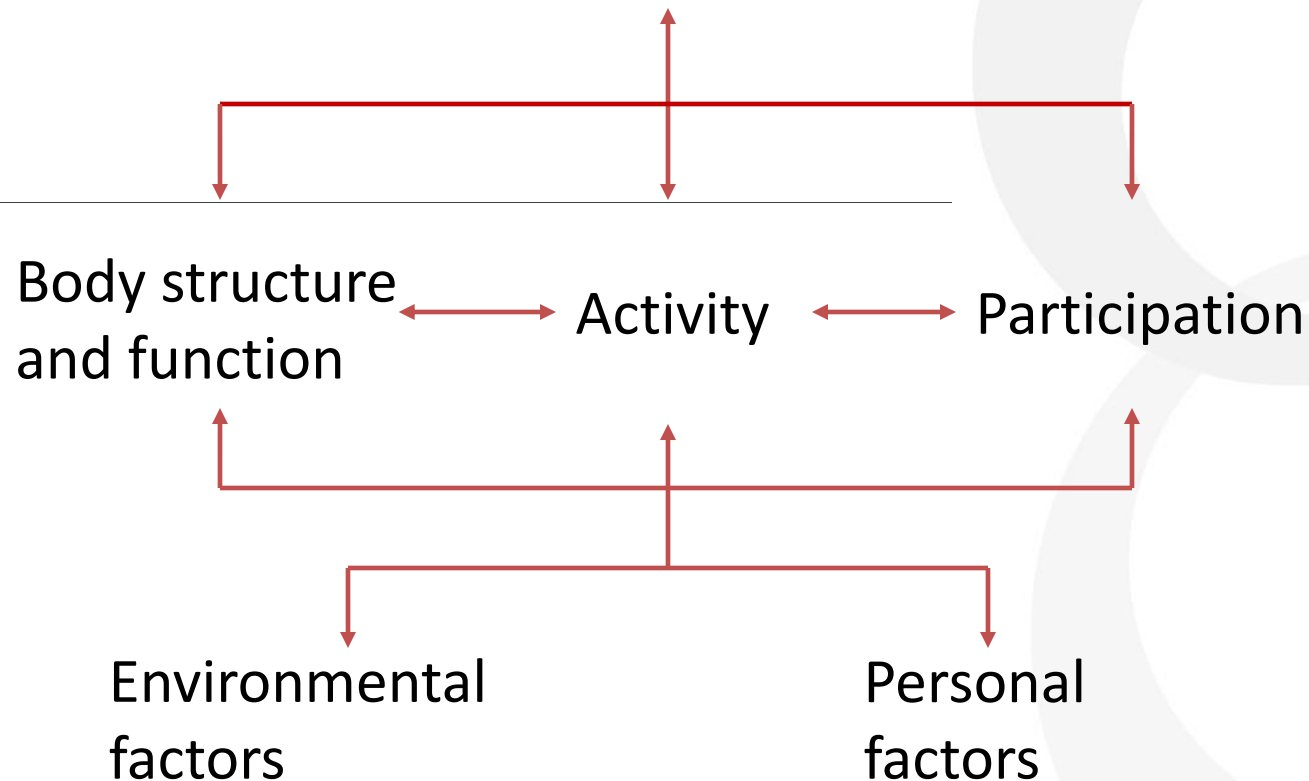 Body structure
and function
Activity
Participation
Environmental
factors
Personal
factors